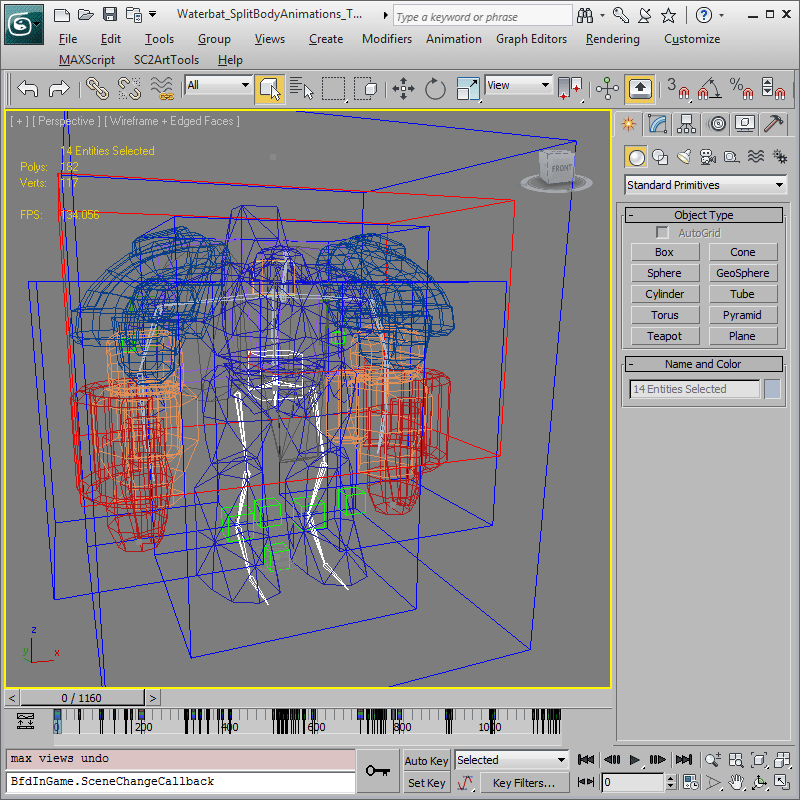 Waterbat_SplitBodyAnimations_T...
Type a keyword or phrase
File Edit Tools Group Views Create Modifiers Animation Graph Editors Rendering Customize
MAXScript SC2ArtTools Help
All
View
3
%
[ + ] [ Perspective ] [ Wireframe + Edged Faces ]
14 Entities Selected
Polys: 182
Verts: 117
FPS: 134.056
FRONT
z
y x
Standard Primitives
- Object Type
AutoGrid
Box Cone
Sphere GeoSphere
Cylinder Tube
Torus Pyramid
Teapot Plane
- Name and Color
14 Entities Selected
< 0 / 1160 >
0 200 400 600 800 1000
max views undo
BfdInGame.SceneChangeCallback
Auto Key Selected
Set Key Key Filters...
0